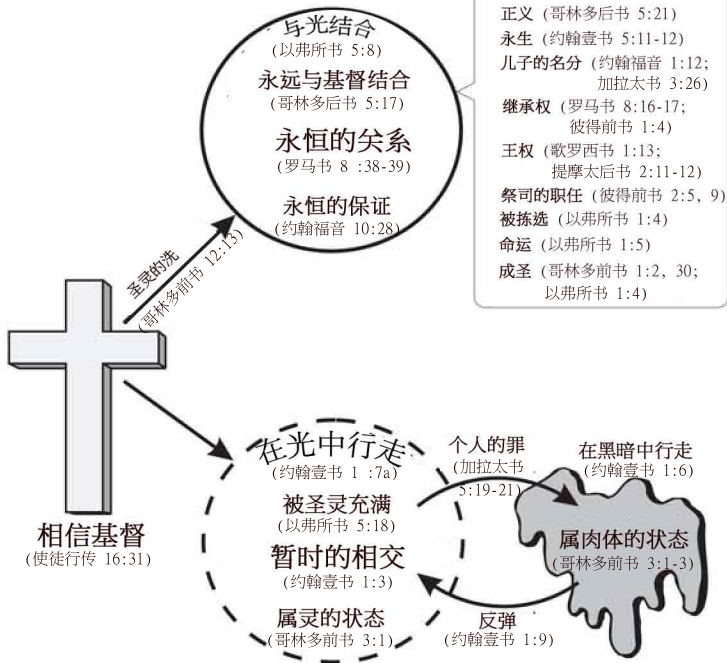 与光结合
(以弗所书 5:8)
永远与基督结合
(哥林多后书 5:17)
永恒的关系
(罗马书 8 :38-39)
永恒的保证
(约翰福音 10:28)
正义 (哥林多后书 5:21)
永生 (约翰壹书 5:11-12)
儿子的名分 (约翰福音 1:12;
加拉太书 3:26)
继承权 (罗马书 8:16-17;
彼得前书 1:4)
王权 (歌罗西书 1:13;
提摩太后书 2:11-12)
祭司的职任 (彼得前书 2:5, 9)
被拣选 (以弗所书 1:4)
命运 (以弗所书 1:5)
成圣 (哥林多前书 1:2, 30;
以弗所书 1:4)
圣灵的洗
(哥林多前书 12:13)
相信基督
(使徒行传 16:31)
在光中行走
(约翰壹书 1 :7a)
被圣灵充满
(以弗所书 5:18)
暂时的相交
(约翰壹书 1:3)
属灵的状态
(哥林多前书 3:1)
个人的罪
(加拉太书
5:19-21)
在黑暗中行走
(约翰壹书 1:6)
属肉体的状态
(哥林多前书 3:1-3)
反弹
(约翰壹书 1:9)